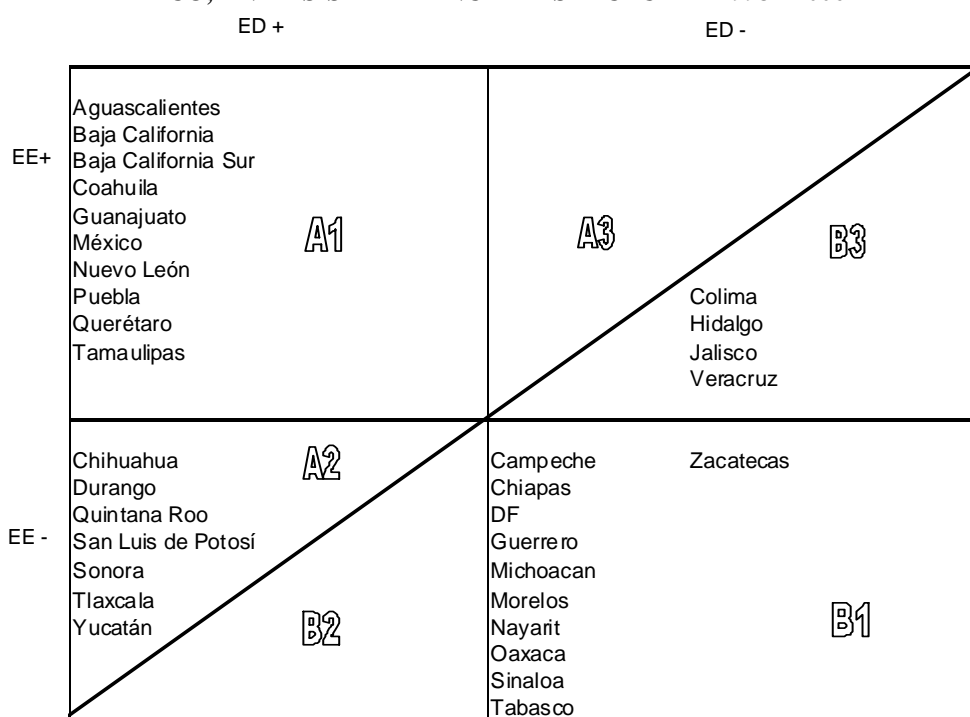 ED + ED -
EE+
Aguascalientes
Baja California
Baja California Sur
Coahuila
Guanajuato
México
Nuevo León
Puebla
Querétaro
Tamaulipas
A1
A3
B3
Colima
Hidalgo
Jalisco
Veracruz
EE -
Chihuahua
Durango
Quintana Roo
San Luis de Potosí
Sonora
Tlaxcala
Yucatán
A2
B2
Campeche Zacatecas
Chiapas
DF
Guerrero
Michoacan
Morelos
Nayarit
Oaxaca
Sinaloa
Tabasco
B1